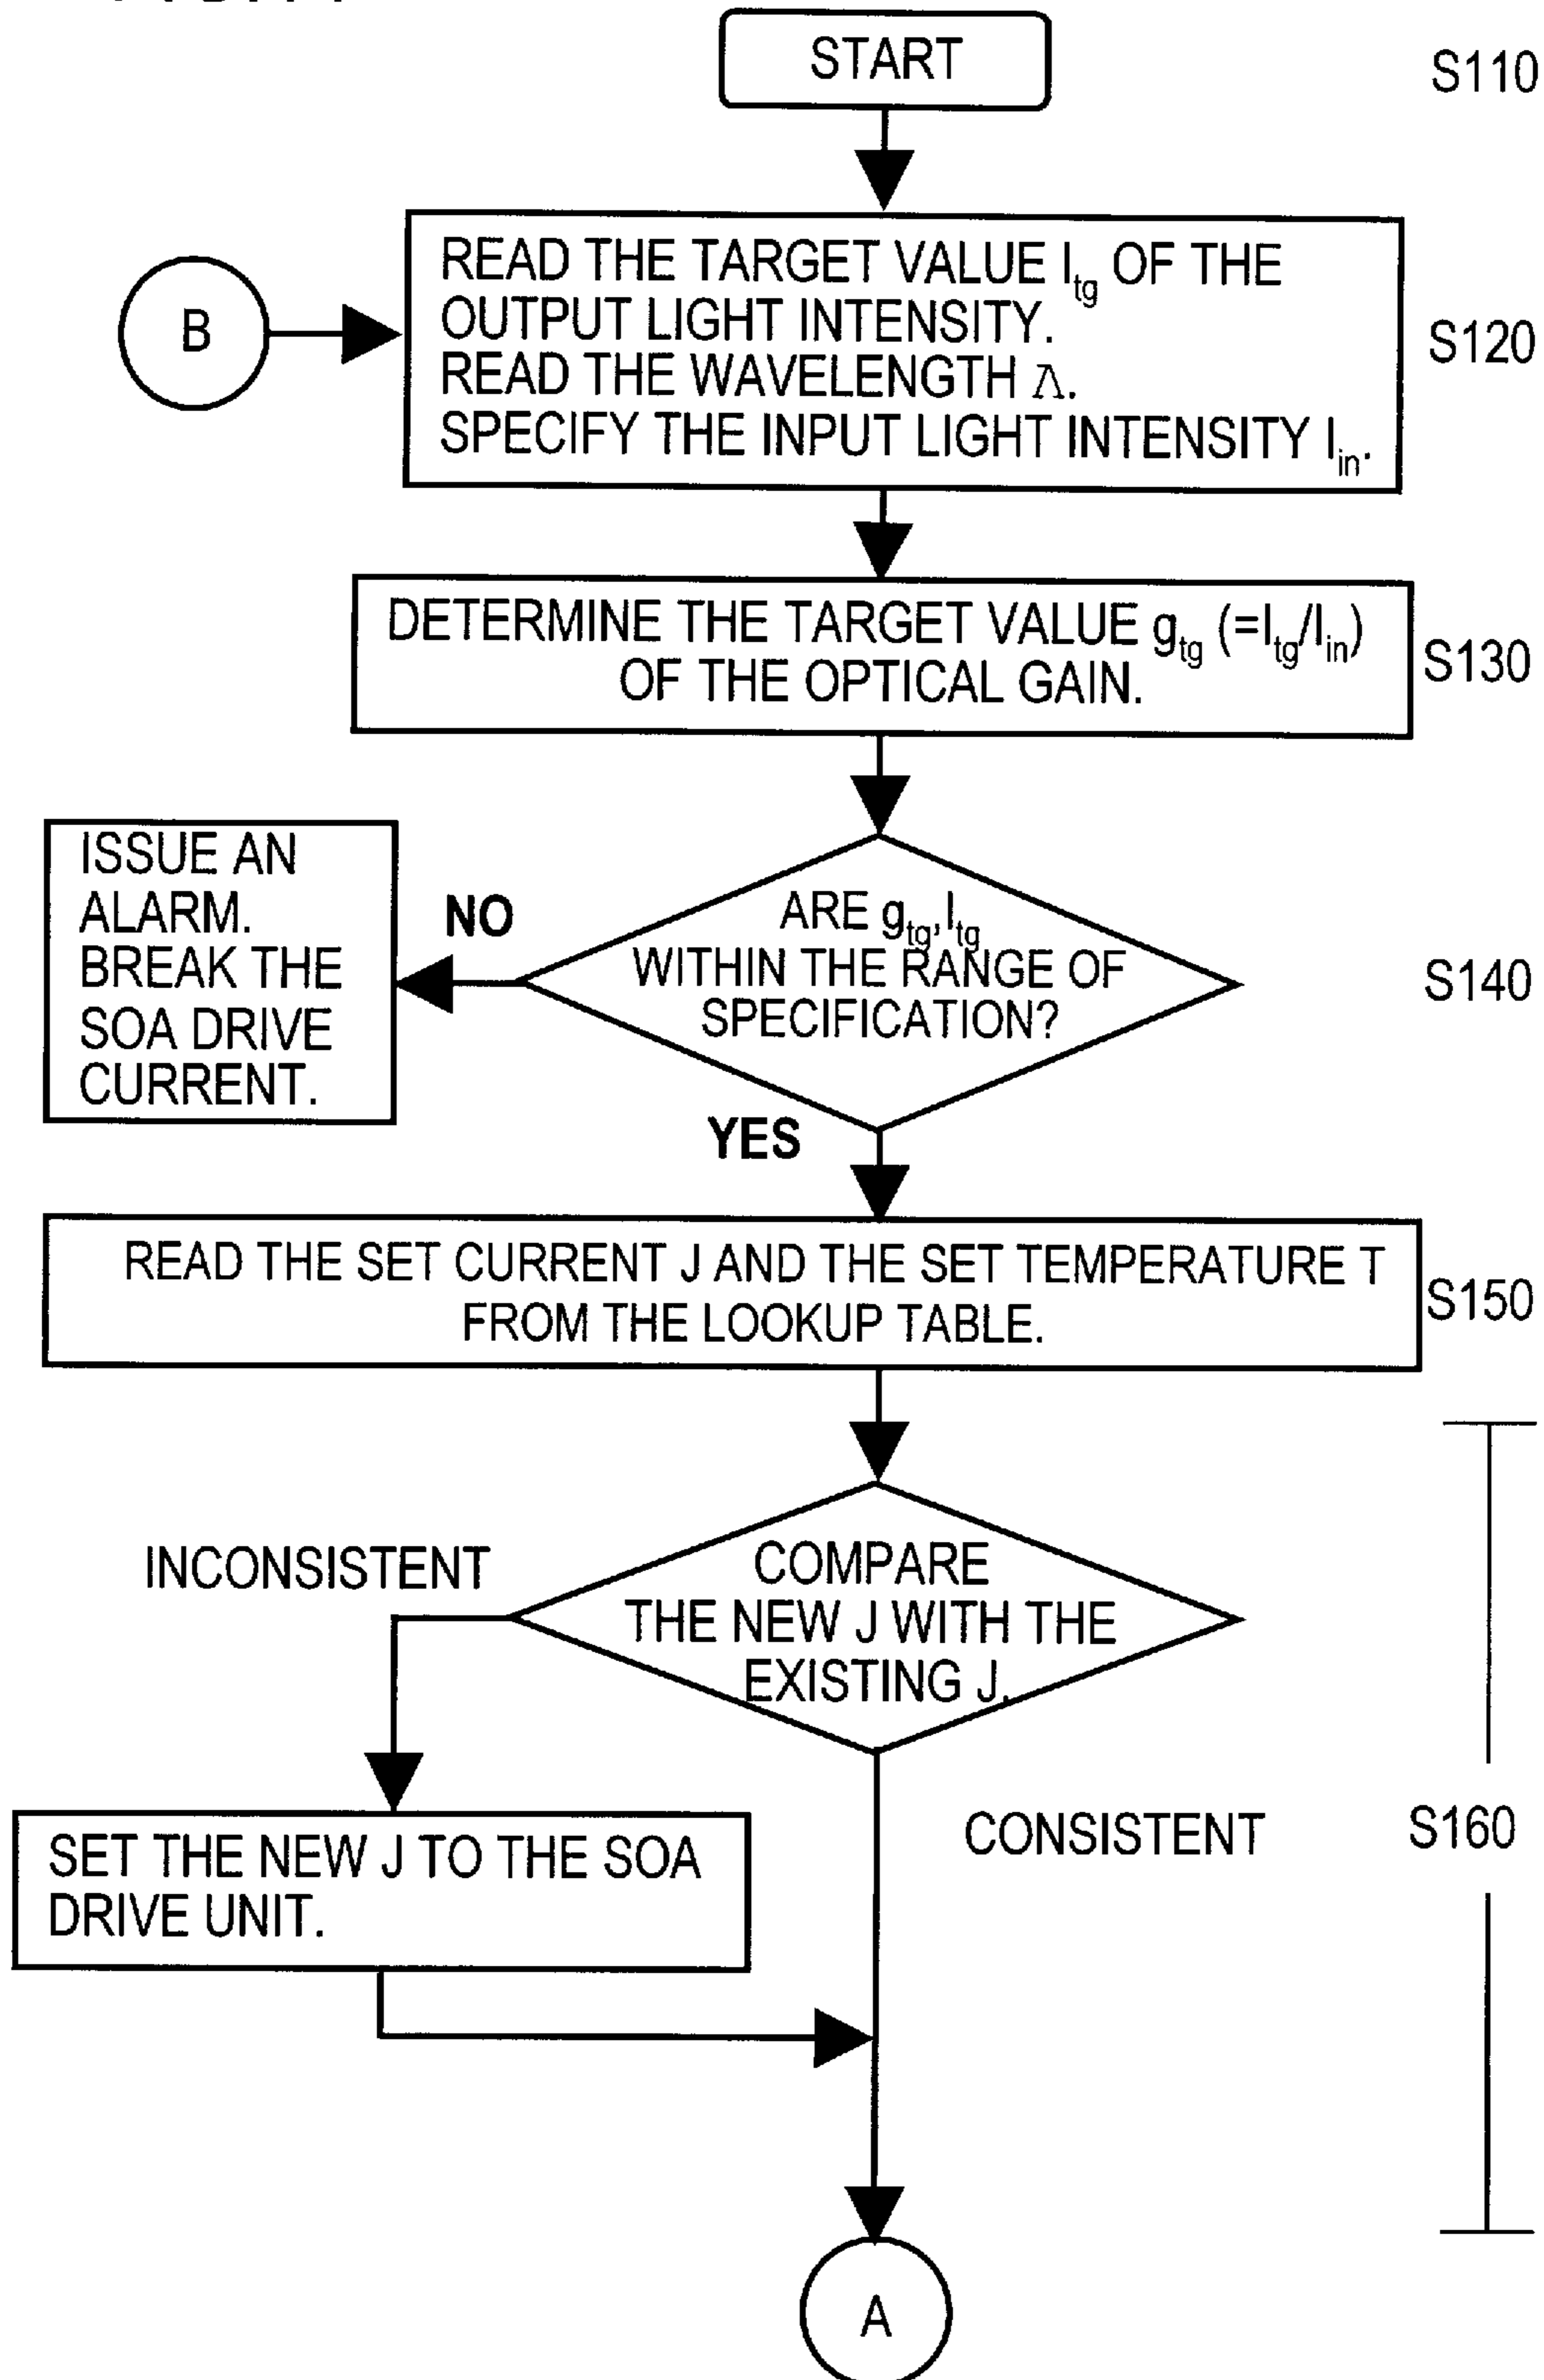 START
S110
B
READ THE TARGET VALUE Itg OF THE
OUTPUT LIGHT INTENSITY.
READ THE WAVELENGTH Λ.
SPECIFY THE INPUT LIGHT INTENSITY Iin.
S120
DETERMINE THE TARGET VALUE gtg (=Itg/Iin)
OF THE OPTICAL GAIN.
S130
ISSUE AN
ALARM.
BREAK THE
SOA DRIVE
CURRENT.
NO
ARE gtg,Itg
WITHIN THE RANGE OF
SPECIFICATION?
S140
YES
READ THE SET CURRENT J AND THE SET TEMPERATURE T
FROM THE LOOKUP TABLE.
S150
INCONSISTENT
COMPARE
THE NEW J WITH THE
EXISTING J.
SET THE NEW J TO THE SOA
DRIVE UNIT.
CONSISTENT
S160
A